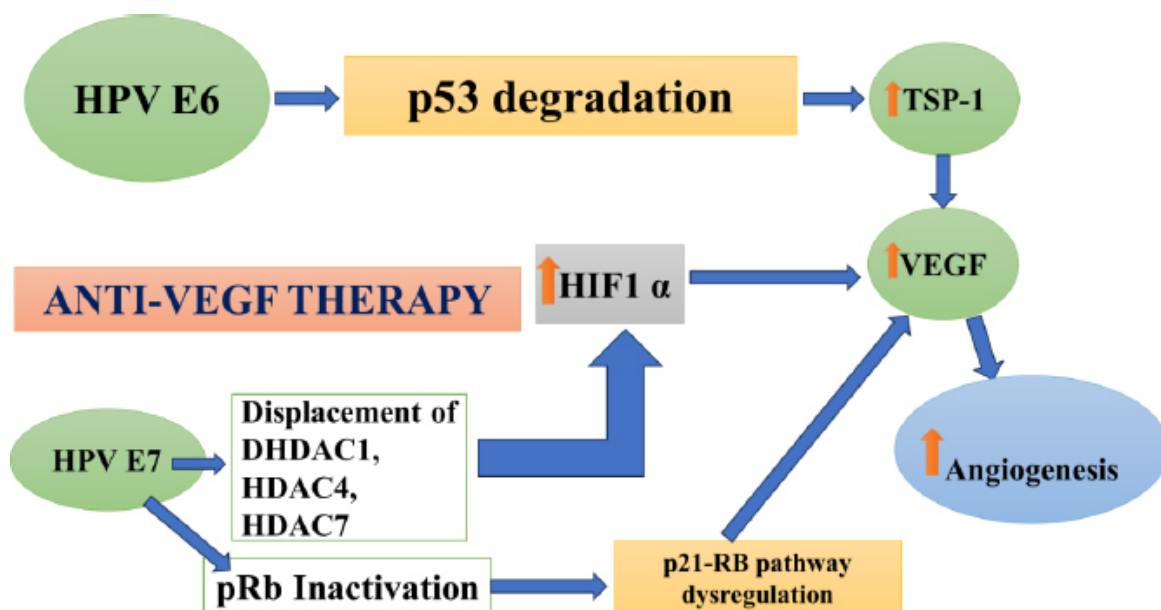 HPV E6
p53 degradation
TSP-1
VEGF
HIF1 α
ANTI-VEGF THERAPY
Displacement of
DHDAC1,
HDAC4,
HDAC7
HPV E7
Angiogenesis
pRb Inactivation
p21-RB pathway
dysregulation